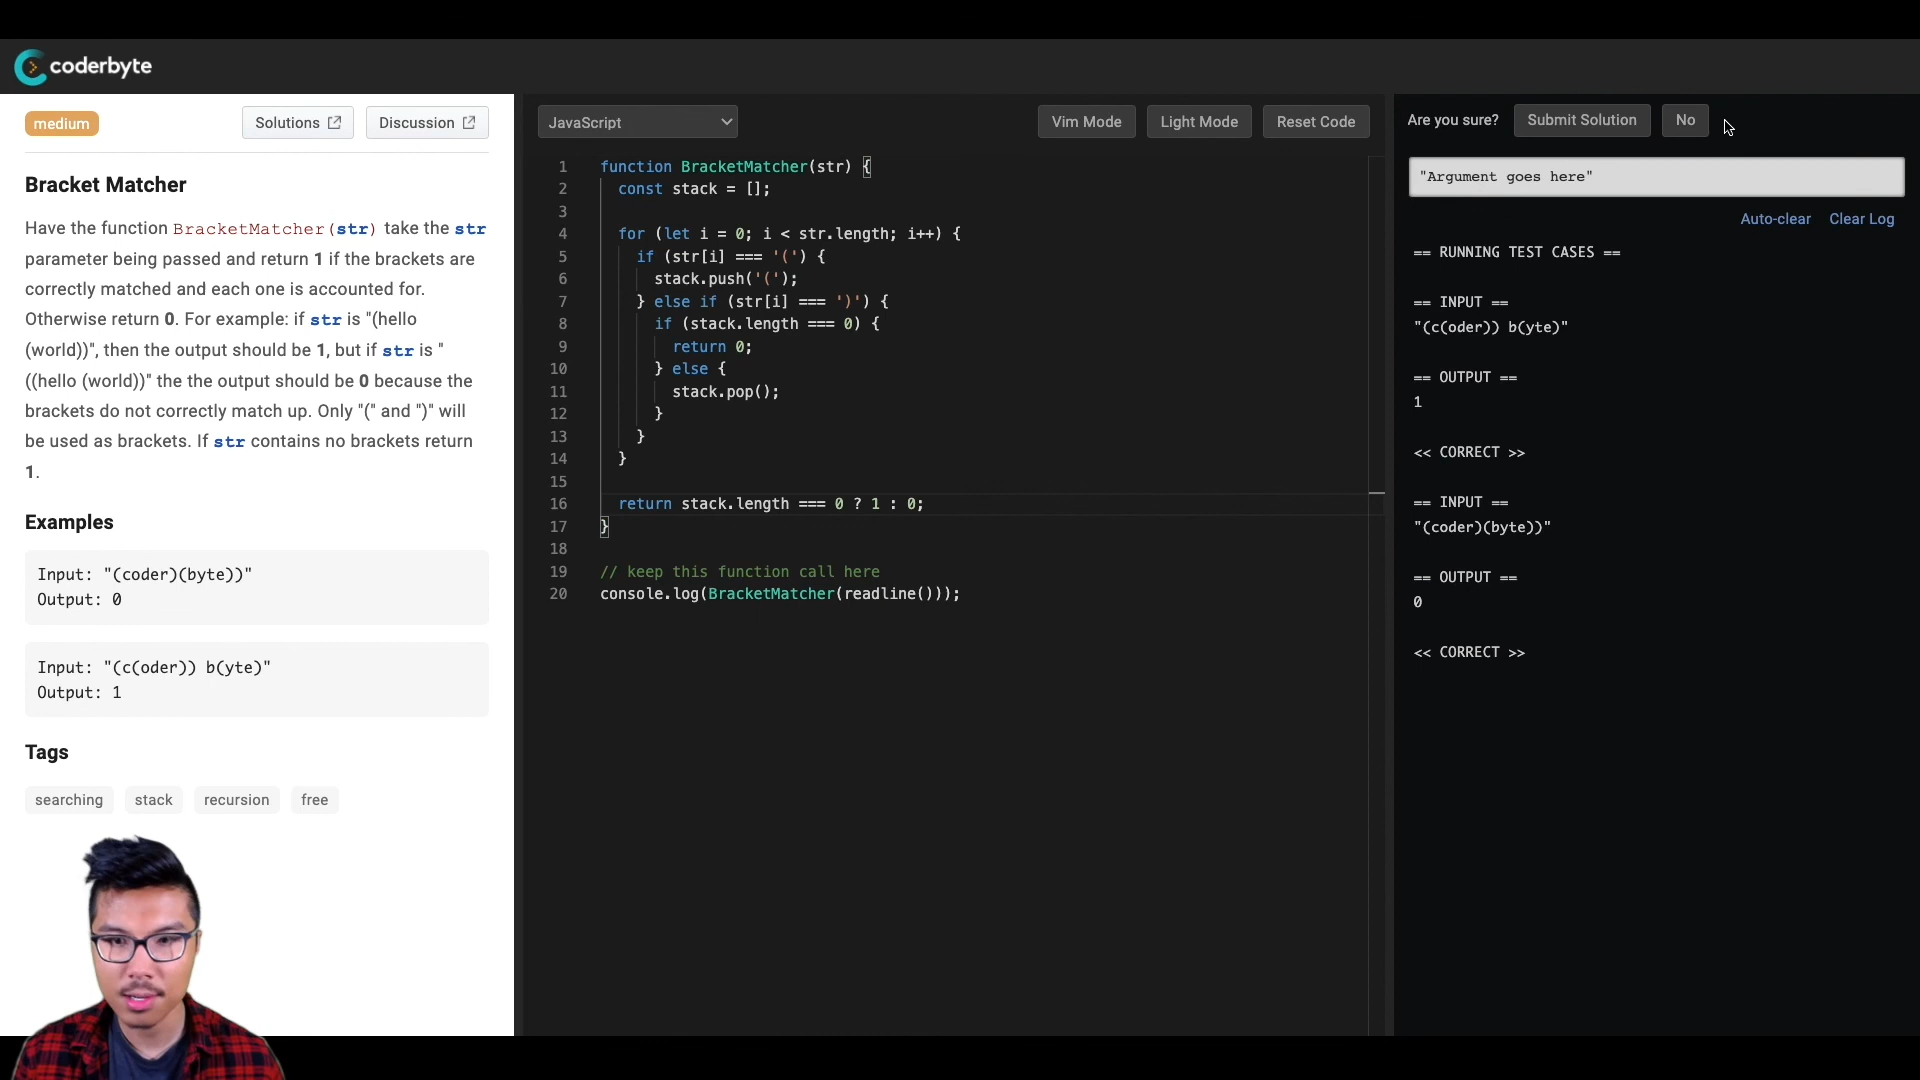 coderbyte
medium
Solutions
Discussion
Bracket Matcher
Have the function BracketMatcher(str) take the str
parameter being passed and return 1 if the brackets are
correctly matched and each one is accounted for.
Otherwise return 0. For example: if str is "(hello
(world))", then the output should be 1, but if str is "
((hello (world))" the the output should be 0 because the
brackets do not correctly match up. Only "(" and ")" will
be used as brackets. If str contains no brackets return
1.
Examples
Input: "(coder)(byte))"
Output: 0
Input: "(c(oder)) b(yte)"
Output: 1
Tags
searching
stack
recursion
free
JavaScript
Vim Mode
Light Mode
Reset Code
1 function BracketMatcher(str) {
2 const stack = [];
3
4 for (let i = 0; i < str.length; i++) {
5 if (str[i] === '(') {
6 stack.push('(');
7 } else if (str[i] === ')') {
8 if (stack.length === 0) {
9 return 0;
10 } else {
11 stack.pop();
12 }
13 }
14 }
15
16 return stack.length === 0 ? 1 : 0;
17 }
18
19 // keep this function call here
20 console.log(BracketMatcher(readline()));
Are you sure?
Submit Solution
No
"Argument goes here"
Auto-clear
Clear Log
== RUNNING TEST CASES ==
== INPUT ==
"(c(oder)) b(yte)"
== OUTPUT ==
1
<< CORRECT >>
== INPUT ==
"(coder)(byte))"
== OUTPUT ==
0
<< CORRECT >>